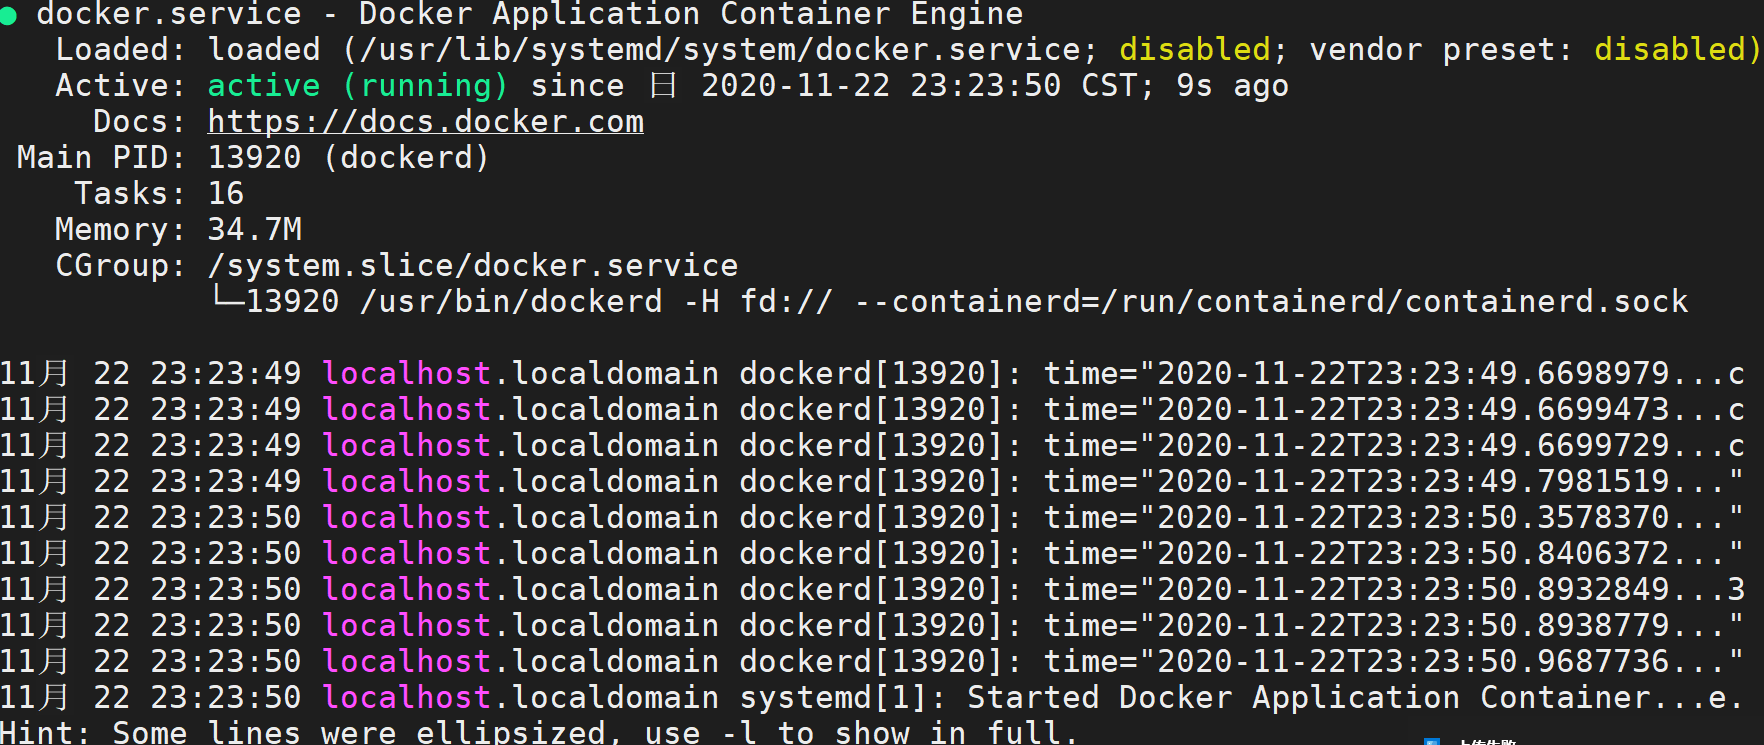 ● docker.service - Docker Application Container Engine
Loaded: loaded (/usr/lib/systemd/system/docker.service; disabled; vendor preset: disabled)
Active: active (running) since 日 2020-11-22 23:23:50 CST; 9s ago
Docs: https://docs.docker.com
Main PID: 13920 (dockerd)
Tasks: 16
Memory: 34.7M
CGroup: /system.slice/docker.service
└─13920 /usr/bin/dockerd -H fd:// --containerd=/run/containerd/containerd.sock
11月 22 23:23:49 localhost.localdomain dockerd[13920]: time="2020-11-22T23:23:49.6698979...c
11月 22 23:23:49 localhost.localdomain dockerd[13920]: time="2020-11-22T23:23:49.6699473...c
11月 22 23:23:49 localhost.localdomain dockerd[13920]: time="2020-11-22T23:23:49.6699729...c
11月 22 23:23:49 localhost.localdomain dockerd[13920]: time="2020-11-22T23:23:49.7981519..."
11月 22 23:23:50 localhost.localdomain dockerd[13920]: time="2020-11-22T23:23:50.3578370..."
11月 22 23:23:50 localhost.localdomain dockerd[13920]: time="2020-11-22T23:23:50.8406372..."
11月 22 23:23:50 localhost.localdomain dockerd[13920]: time="2020-11-22T23:23:50.8932849...3
11月 22 23:23:50 localhost.localdomain dockerd[13920]: time="2020-11-22T23:23:50.8938779..."
11月 22 23:23:50 localhost.localdomain dockerd[13920]: time="2020-11-22T23:23:50.9687736..."
11月 22 23:23:50 localhost.localdomain systemd[1]: Started Docker Application Container...e.
Hint: Some lines were ellipsized, use -l to show in full.